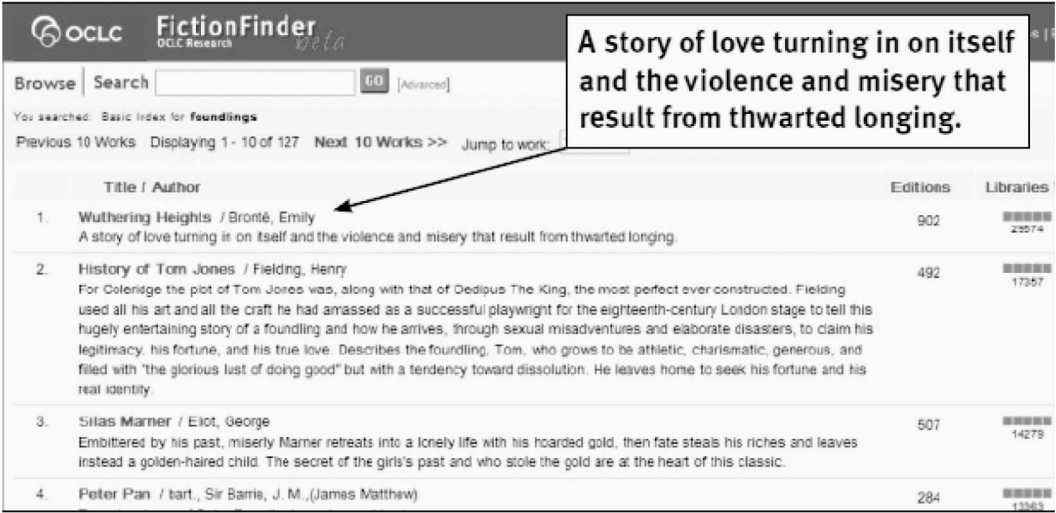 OCLC FictionFinder
OCLC Research beta
A story of love turning in on itself
and the violence and misery that
result from thwarted longing.
Browse Search GO [Advanced]
You searched: Basic Index for foundlings
Previous 10 Works Displaying 1 - 10 of 127 Next 10 Works >> Jump to work:
Title / Author Editions Libraries
1. Wuthering Heights / Brontë, Emily 902
A story of love turning in on itself and the violence and misery that result from thwarted longing. 29574
2. History of Tom Jones / Fielding, Henry 492
For Coleridge the plot of Tom Jones was, along with that of Oedipus The King, the most perfect ever constructed. Fielding 17357
used all his art and all the craft he had amassed as a successful playwright for the eighteenth-century London stage to tell this
hugely entertaining story of a foundling and how he arrives, through sexual misadventures and elaborate disasters, to claim his
legitimacy, his fortune, and his true love. Describes the foundling, Tom, who grows to be athletic, charismatic, generous, and
filled with "the glorious lust of doing good" but with a tendency toward dissolution. He leaves home to seek his fortune and his
real identity.
3. Silas Marner / Eliot, George 507
Embittered by his past, miserly Marner retreats into a lonely life with his hoarded gold, then fate steals his riches and leaves 14279
instead a golden-haired child. The secret of the girls's past and who stole the gold are at the heart of this classic.
4. Peter Pan / bart., Sir Barrie, J. M.,(James Matthew) 284
13363